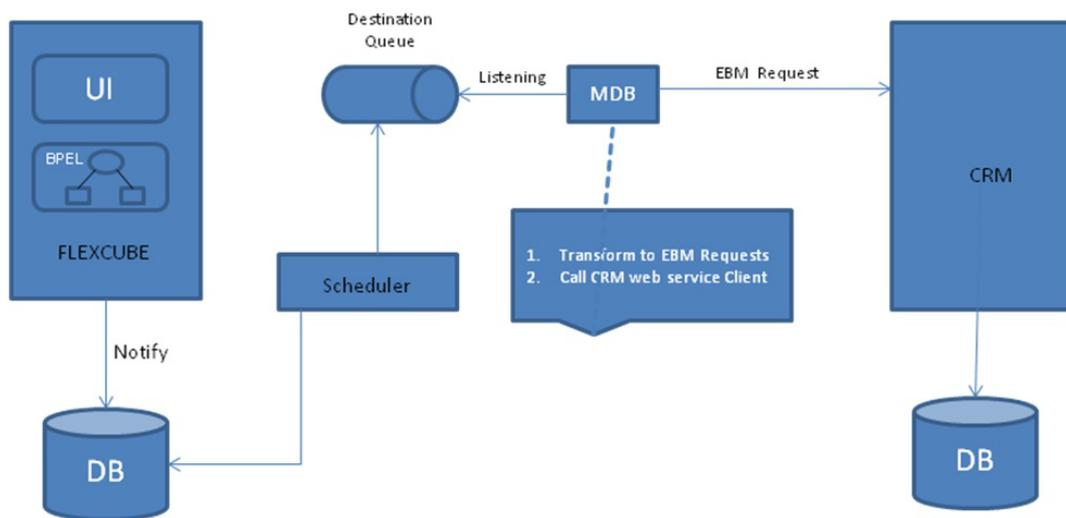 UI
BPEL
FLEXCUBE
Notify
DB
Destination
Queue
Scheduler
Listening
MDB
1. Transform to EBM Requests
2. Call CRM web service Client
EBM Request
CRM
DB